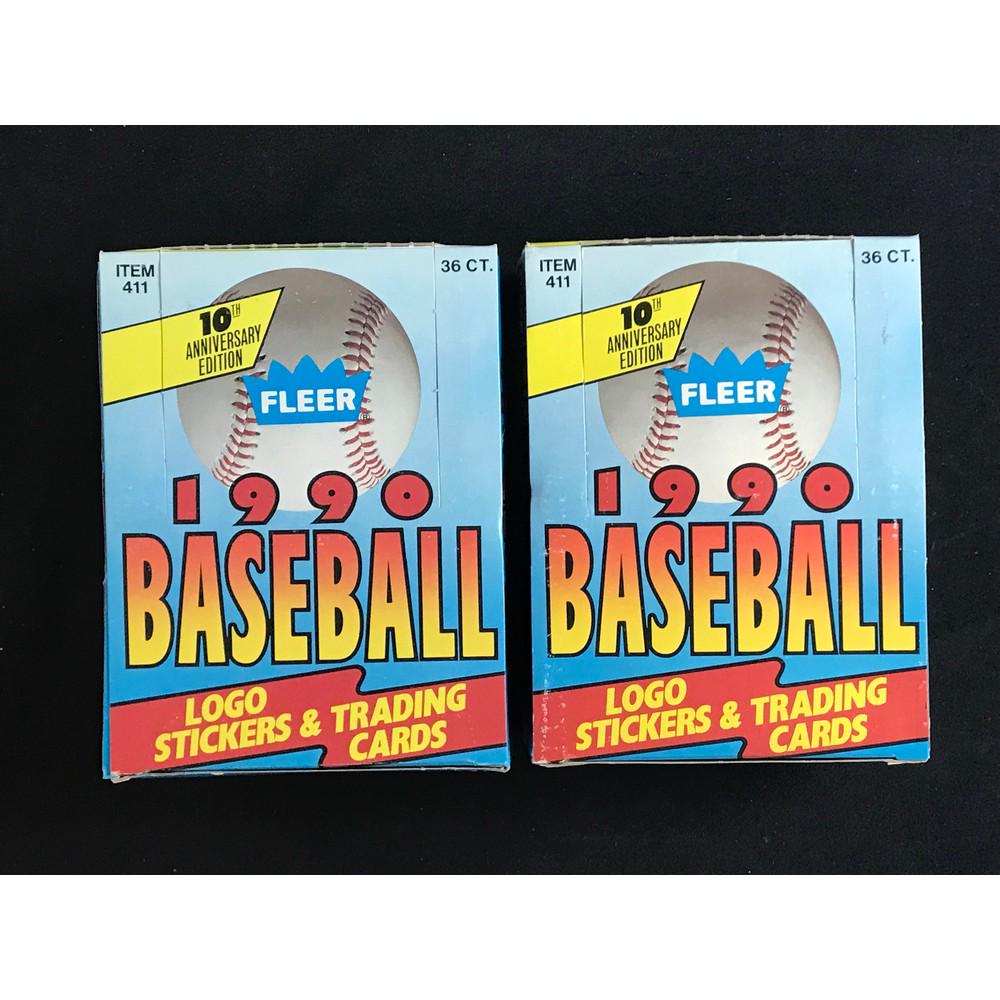 ITEM
411
36 CT.
10TH
ANNIVERSARY
EDITION
FLEER
1990
BASEBALL
LOGO
STICKERS & TRADING
CARDS
ITEM
411
36 CT.
10TH
ANNIVERSARY
EDITION
FLEER
1990
BASEBALL
LOGO
STICKERS & TRADING
CARDS